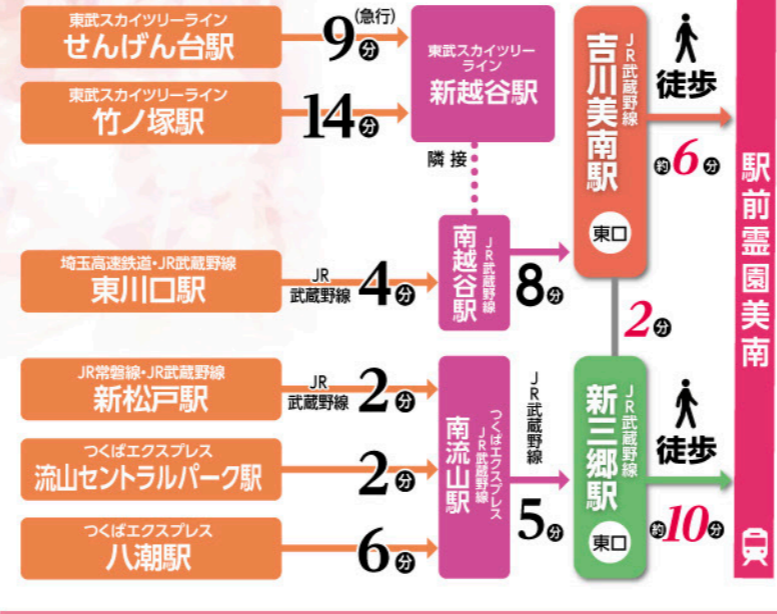 東武スカイツリーライン
せんげん台駅
9分
(急行)
東武スカイツリーライン
竹ノ塚駅
14分
東武スカイツリー
ライン
新越谷駅
隣接
埼玉高速鉄道・JR武蔵野線
東川口駅
JR
武蔵野線
4分
JR武蔵野線
南越谷駅
8分
JR武蔵野線
吉川美南駅
東口
徒歩
約6分
2分
JR常磐線・JR武蔵野線
新松戸駅
JR
武蔵野線
2分
つくばエクスプレス
流山セントラルパーク駅
2分
つくばエクスプレス
八潮駅
6分
つくばエクスプレス
JR武蔵野線
南流山駅
JR武蔵野線
5分
JR武蔵野線
新三郷駅
東口
徒歩
約10分
駅前霊園美南